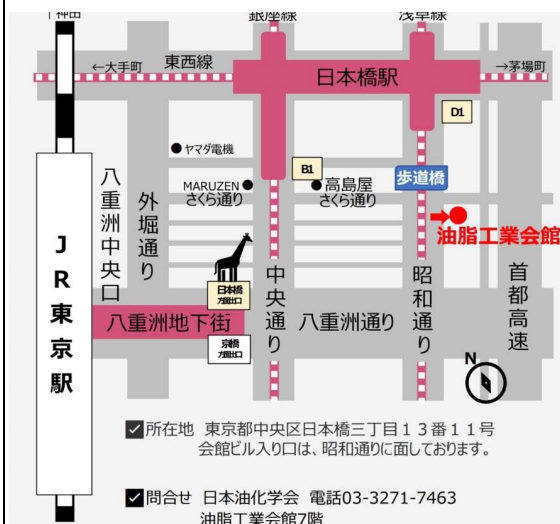 ↑神田
銀座線
浅草線
←大手町
東西線
日本橋駅
→茅場町
D1
ヤマダ電機
B1
歩道橋
MARUZEN
さくら通り
高島屋
さくら通り
油脂工業会館
八重洲中央口
外堀通り
JR東京駅
中央通り
昭和通り
首都高速
日本橋
方面出口
八重洲地下街
八重洲通り
京橋
方面出口
N
所在地 東京都中央区日本橋三丁目13番11号
会館ビル入り口は、昭和通りに面しております。
問合せ 日本油化学会 電話03-3271-7463
油脂工業会館7階